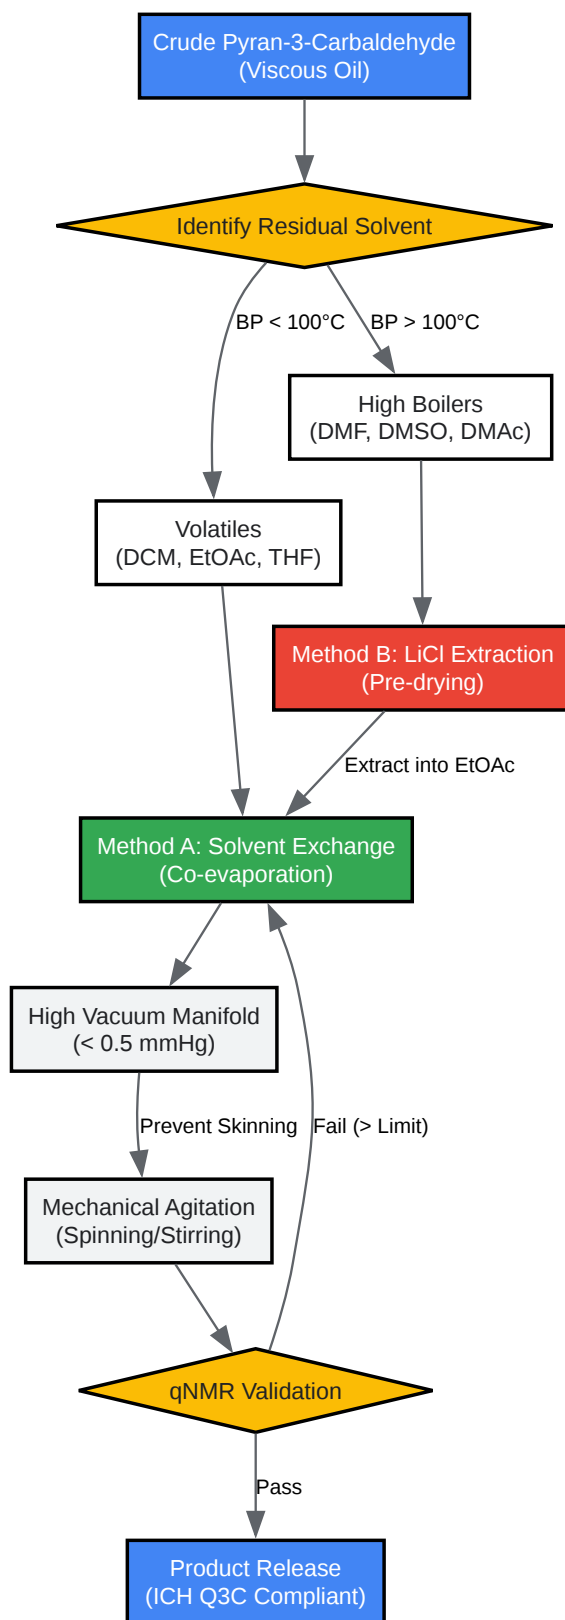 Crude Pyran-3-Carbaldehyde
(Viscous Oil)
Identify Residual Solvent
BP < 100°C
BP > 100°C
High Boilers
(DMF, DMSO, DMAc)
Volatiles
(DCM, EtOAc, THF)
Method B: LiCl Extraction
(Pre-drying)
Extract into EtOAc
Method A: Solvent Exchange
(Co-evaporation)
High Vacuum Manifold
(< 0.5 mmHg)
Prevent Skinning
Fail (> Limit)
Mechanical Agitation
(Spinning/Stirring)
qNMR Validation
Pass
Product Release
(ICH Q3C Compliant)